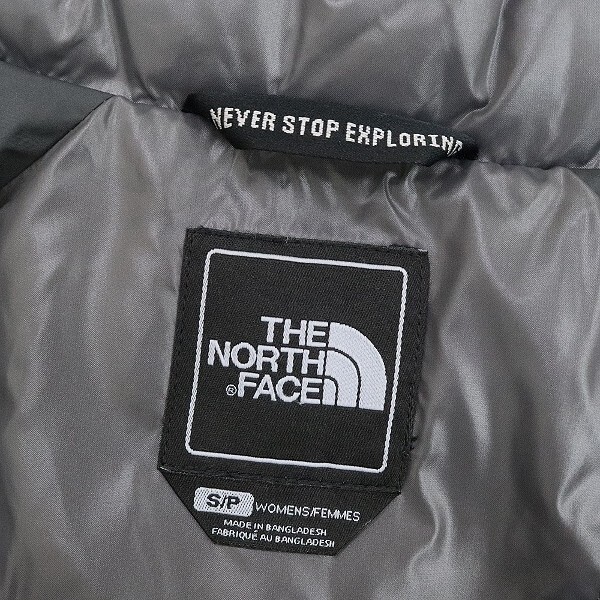 NEVER STOP EXPLORING
THE
NORTH
® FACE
S/P WOMENS/FEMMES
MADE IN BANGLADESH
FABRIQUÉ AU BANGLADESH